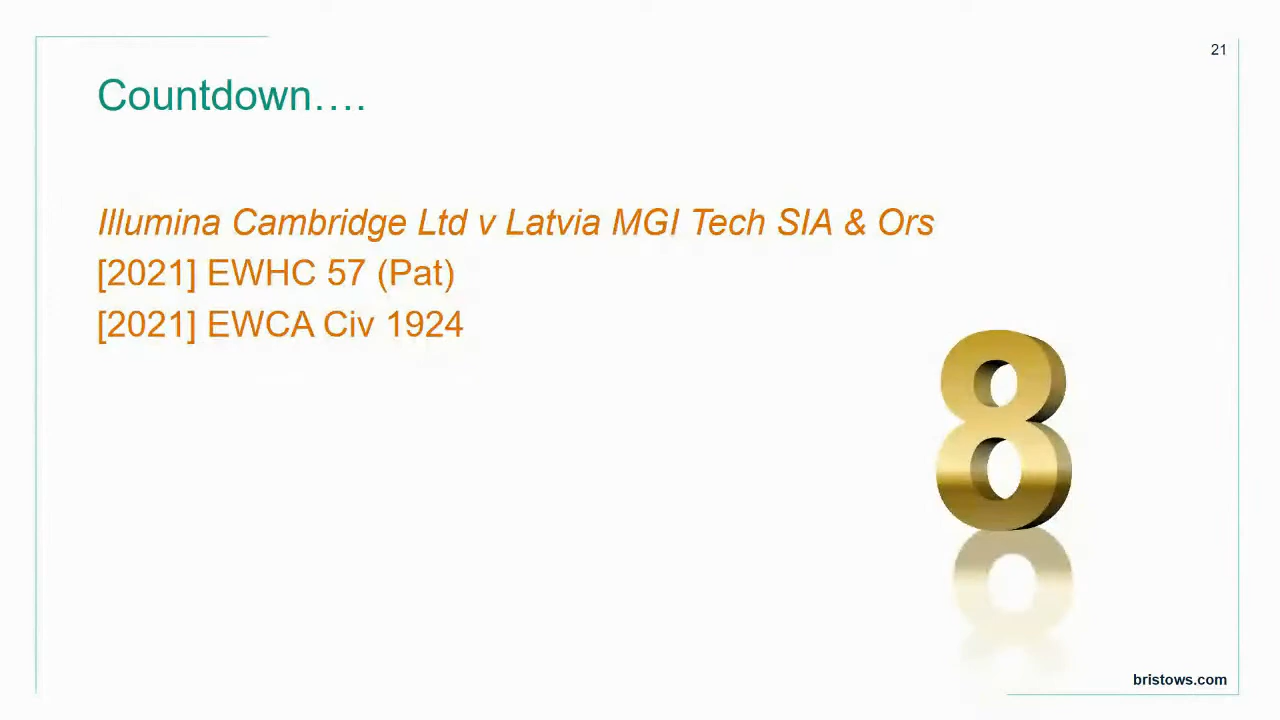 21
Countdown....
Illumina Cambridge Ltd v Latvia MGI Tech SIA & Ors
[2021] EWHC 57 (Pat)
[2021] EWCA Civ 1924
8
bristows.com